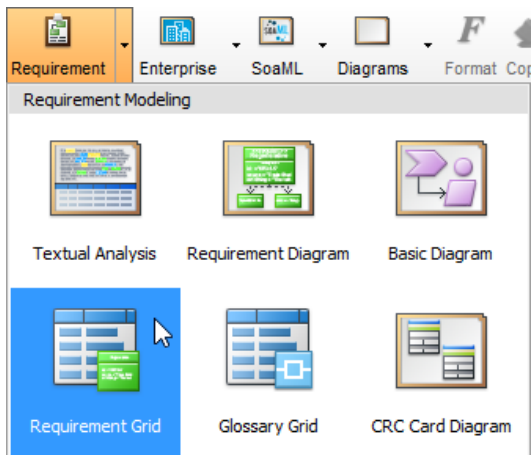 Requirement Enterprise SoaML Diagrams Format
Requirement Modeling
Textual Analysis Requirement Diagram Basic Diagram
Requirement Grid Glossary Grid CRC Card Diagram